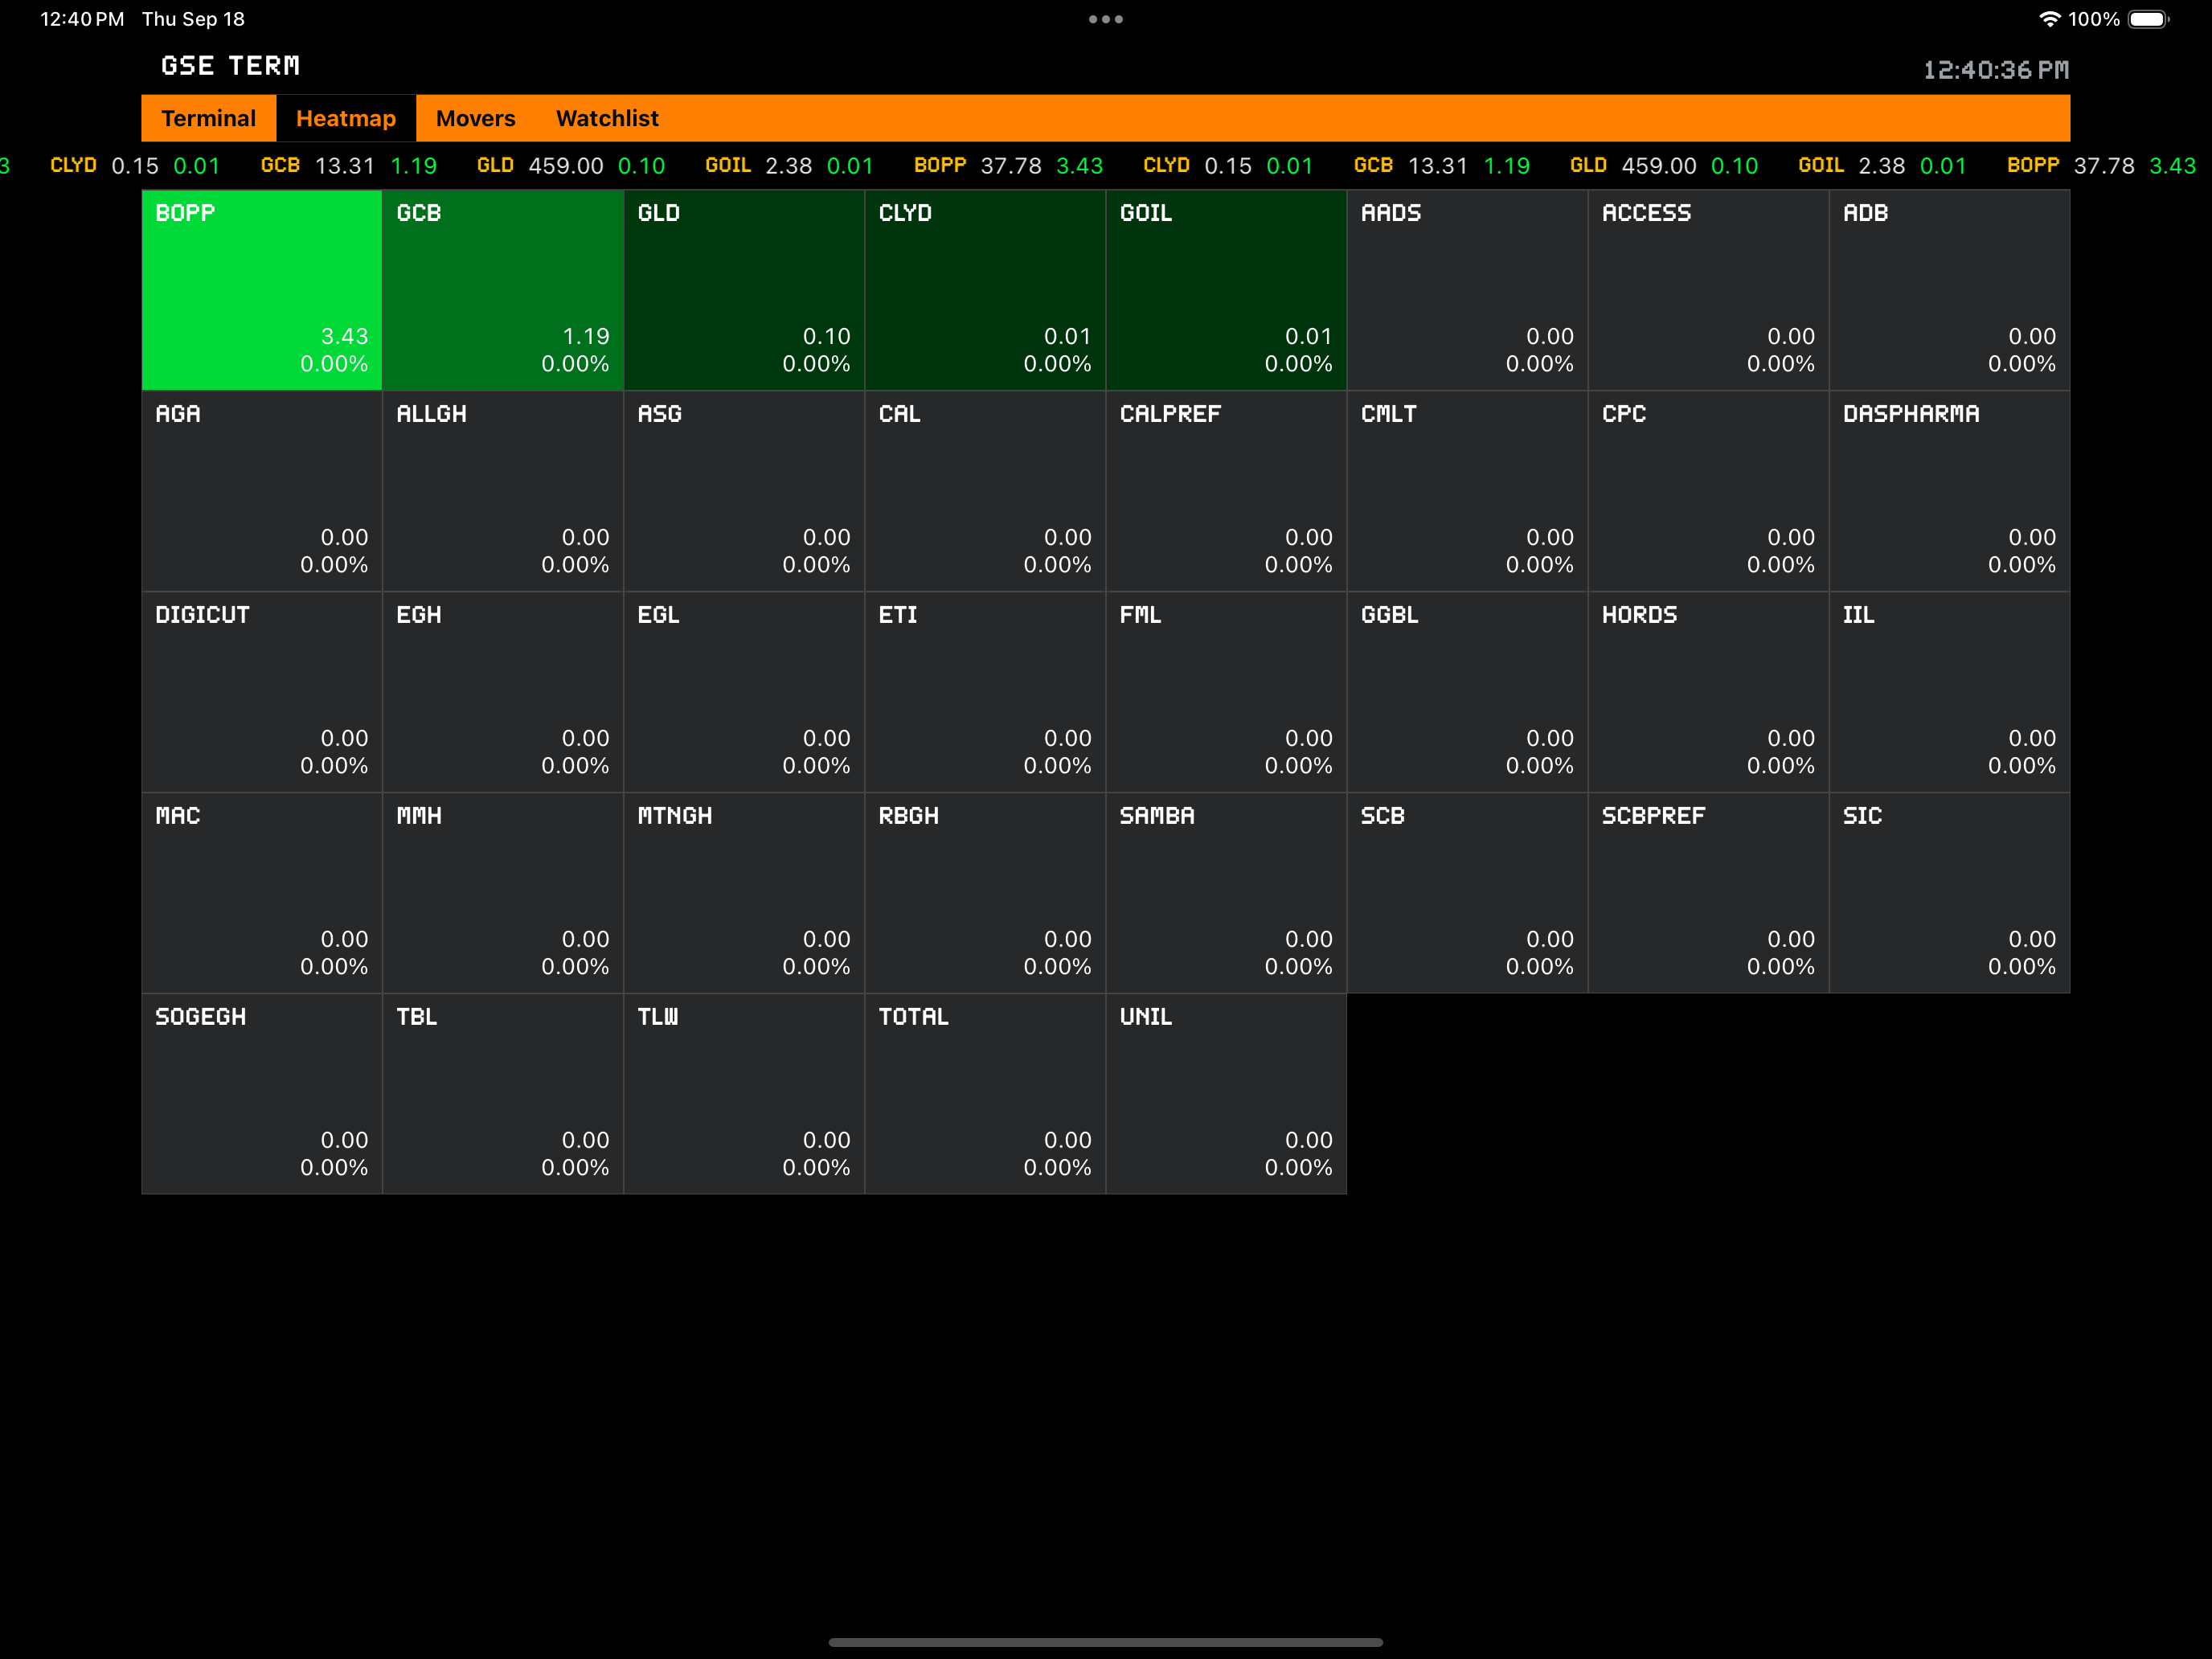 12:40 PM Thu Sep 18
100%
GSE TERM
12:40:36 PM
Terminal Heatmap Movers Watchlist
3 CLYD 0.15 0.01 GCB 13.31 1.19 GLD 459.00 0.10 GOIL 2.38 0.01 BOPP 37.78 3.43 CLYD 0.15 0.01 GCB 13.31 1.19 GLD 459.00 0.10 GOIL 2.38 0.01 BOPP 37.78 3.43
BOPP GCB GLD CLYD GOIL AADS ACCESS ADB
3.43 1.19 0.10 0.01 0.01 0.00 0.00 0.00
0.00% 0.00% 0.00% 0.00% 0.00% 0.00% 0.00% 0.00%
AGA ALLGH ASG CAL CALPREF CMLT CPC DASPHARMA
0.00 0.00 0.00 0.00 0.00 0.00 0.00 0.00
0.00% 0.00% 0.00% 0.00% 0.00% 0.00% 0.00% 0.00%
DIGICUT EGH EGL ETI FML GGBL HORDS IIL
0.00 0.00 0.00 0.00 0.00 0.00 0.00 0.00
0.00% 0.00% 0.00% 0.00% 0.00% 0.00% 0.00% 0.00%
MAC MMH MTNGH RBGH SAMBA SCB SCBPREF SIC
0.00 0.00 0.00 0.00 0.00 0.00 0.00 0.00
0.00% 0.00% 0.00% 0.00% 0.00% 0.00% 0.00% 0.00%
SOGEGH TBL TLW TOTAL UNIL
0.00 0.00 0.00 0.00 0.00
0.00% 0.00% 0.00% 0.00% 0.00%